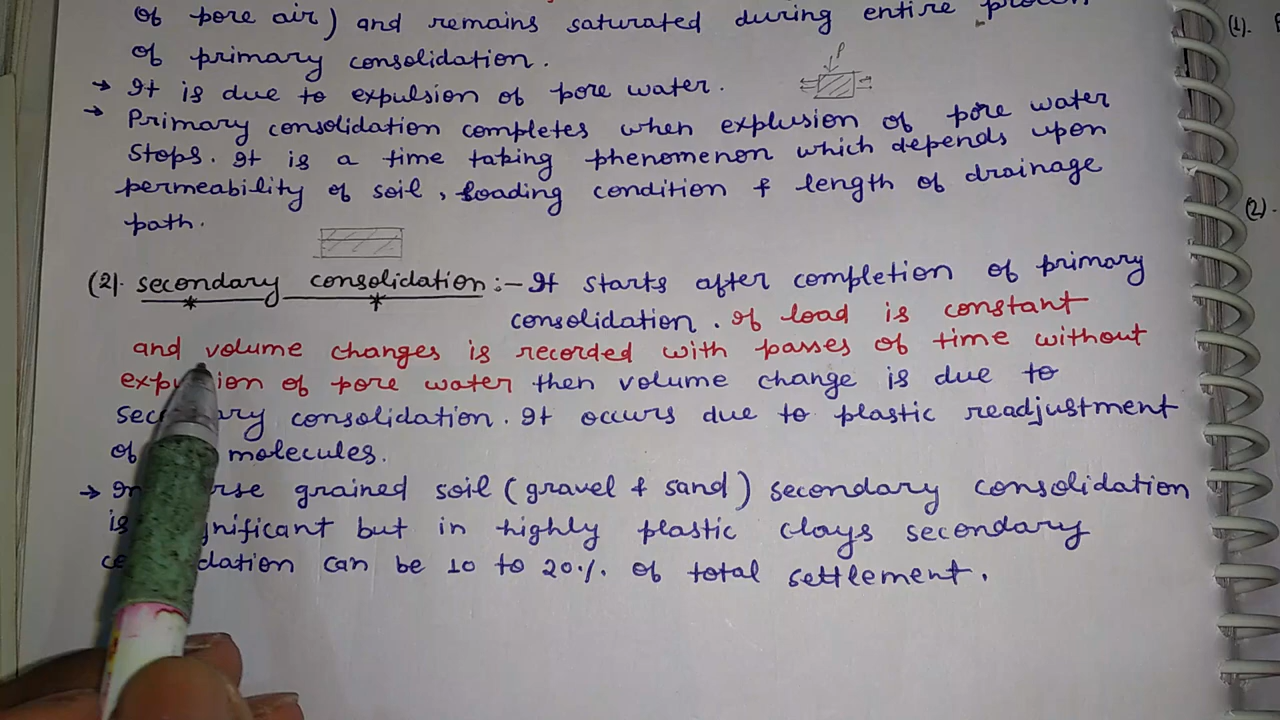 of pore air) and remains saturated during entire
of primary consolidation.
→ It is due to expulsion of pore water.
P
→ Primary consolidation completes when explusion of pore water
stops. It is a time taking phenomenon which depends upon
permeability of soil, loading condition & length of drainage
path.
(2). secondary consolidation :- It starts after completion of primary
consolidation. If load is constant
and volume changes is recorded with passes of time without
of pore water then volume change is due to
consolidation. It occurs due to plastic readjustment
of molecules.
→ grained soil (gravel & sand) secondary consolidation
is but in highly plastic clays secondary
can be 10 to 20%. of total settlement.
(1).
(2).